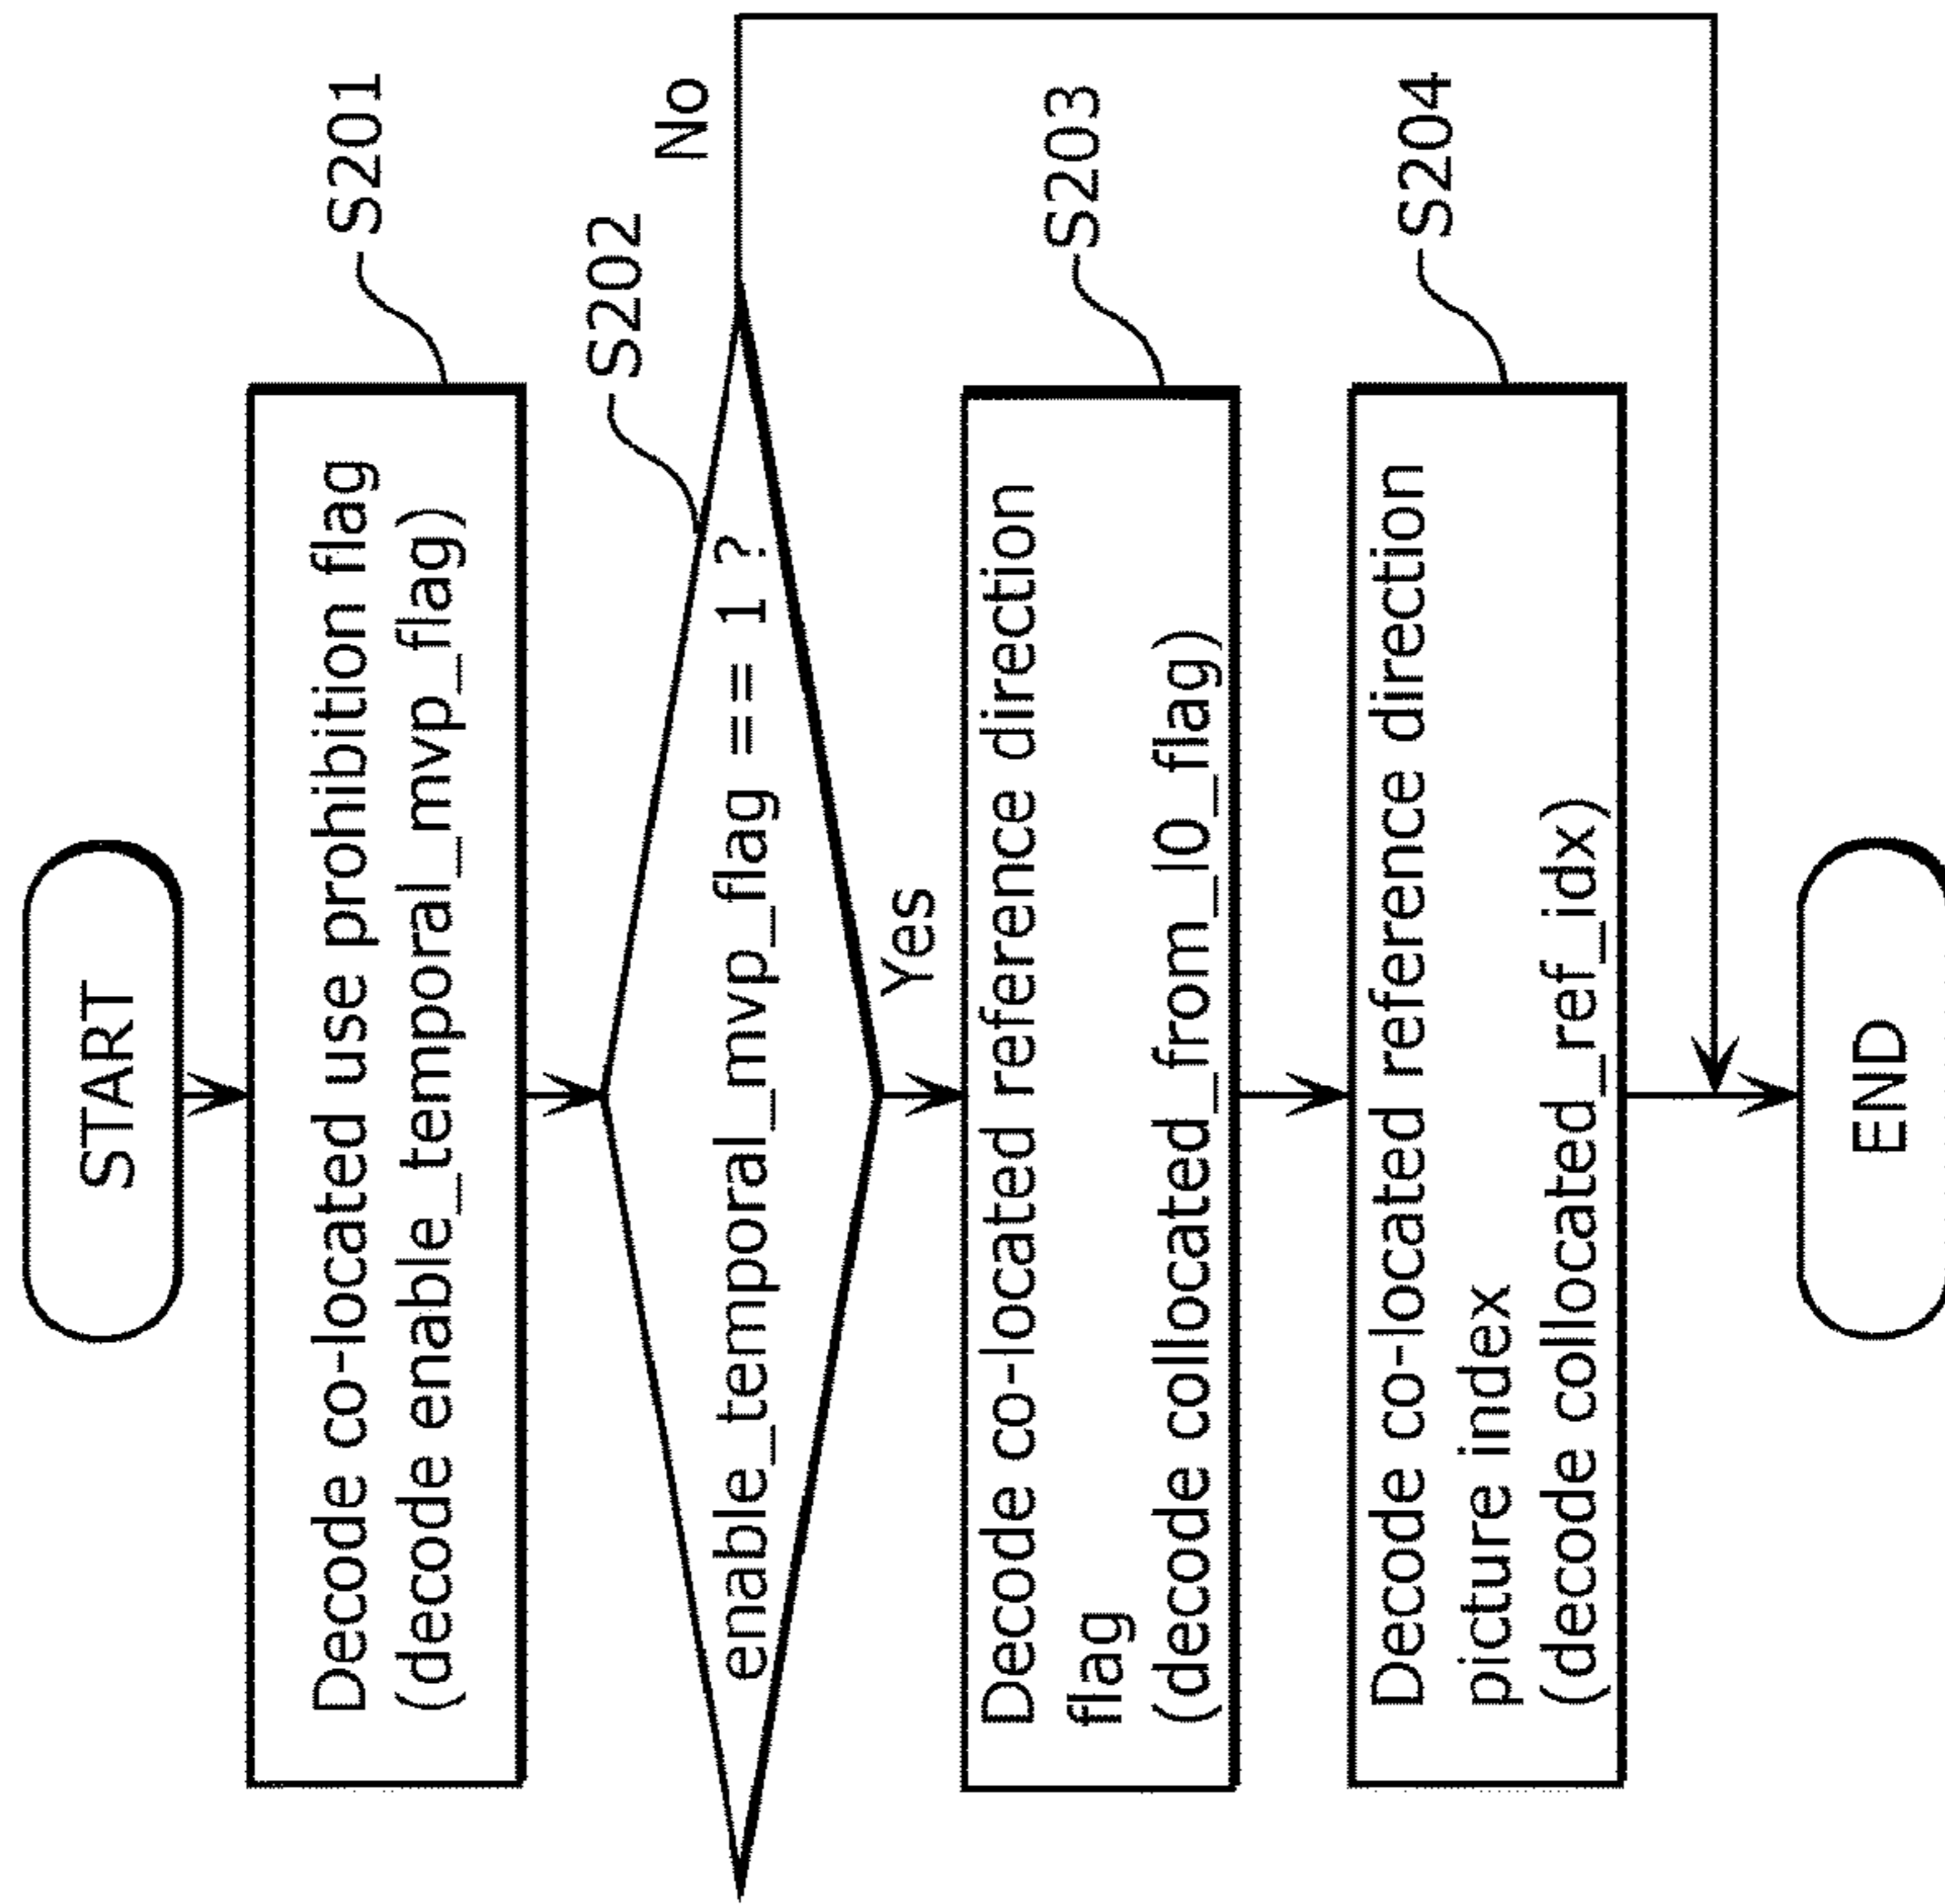 START
S201
Decode co-located use prohibition flag
(decode enable_temporal_mvp_flag)
S202
enable_temporal_mvp_flag == 1 ?
No
Yes
S203
Decode co-located reference direction
flag
(decode collocated_from_l0_flag)
S204
Decode co-located reference direction
picture index
(decode collocated_ref_idx)
END